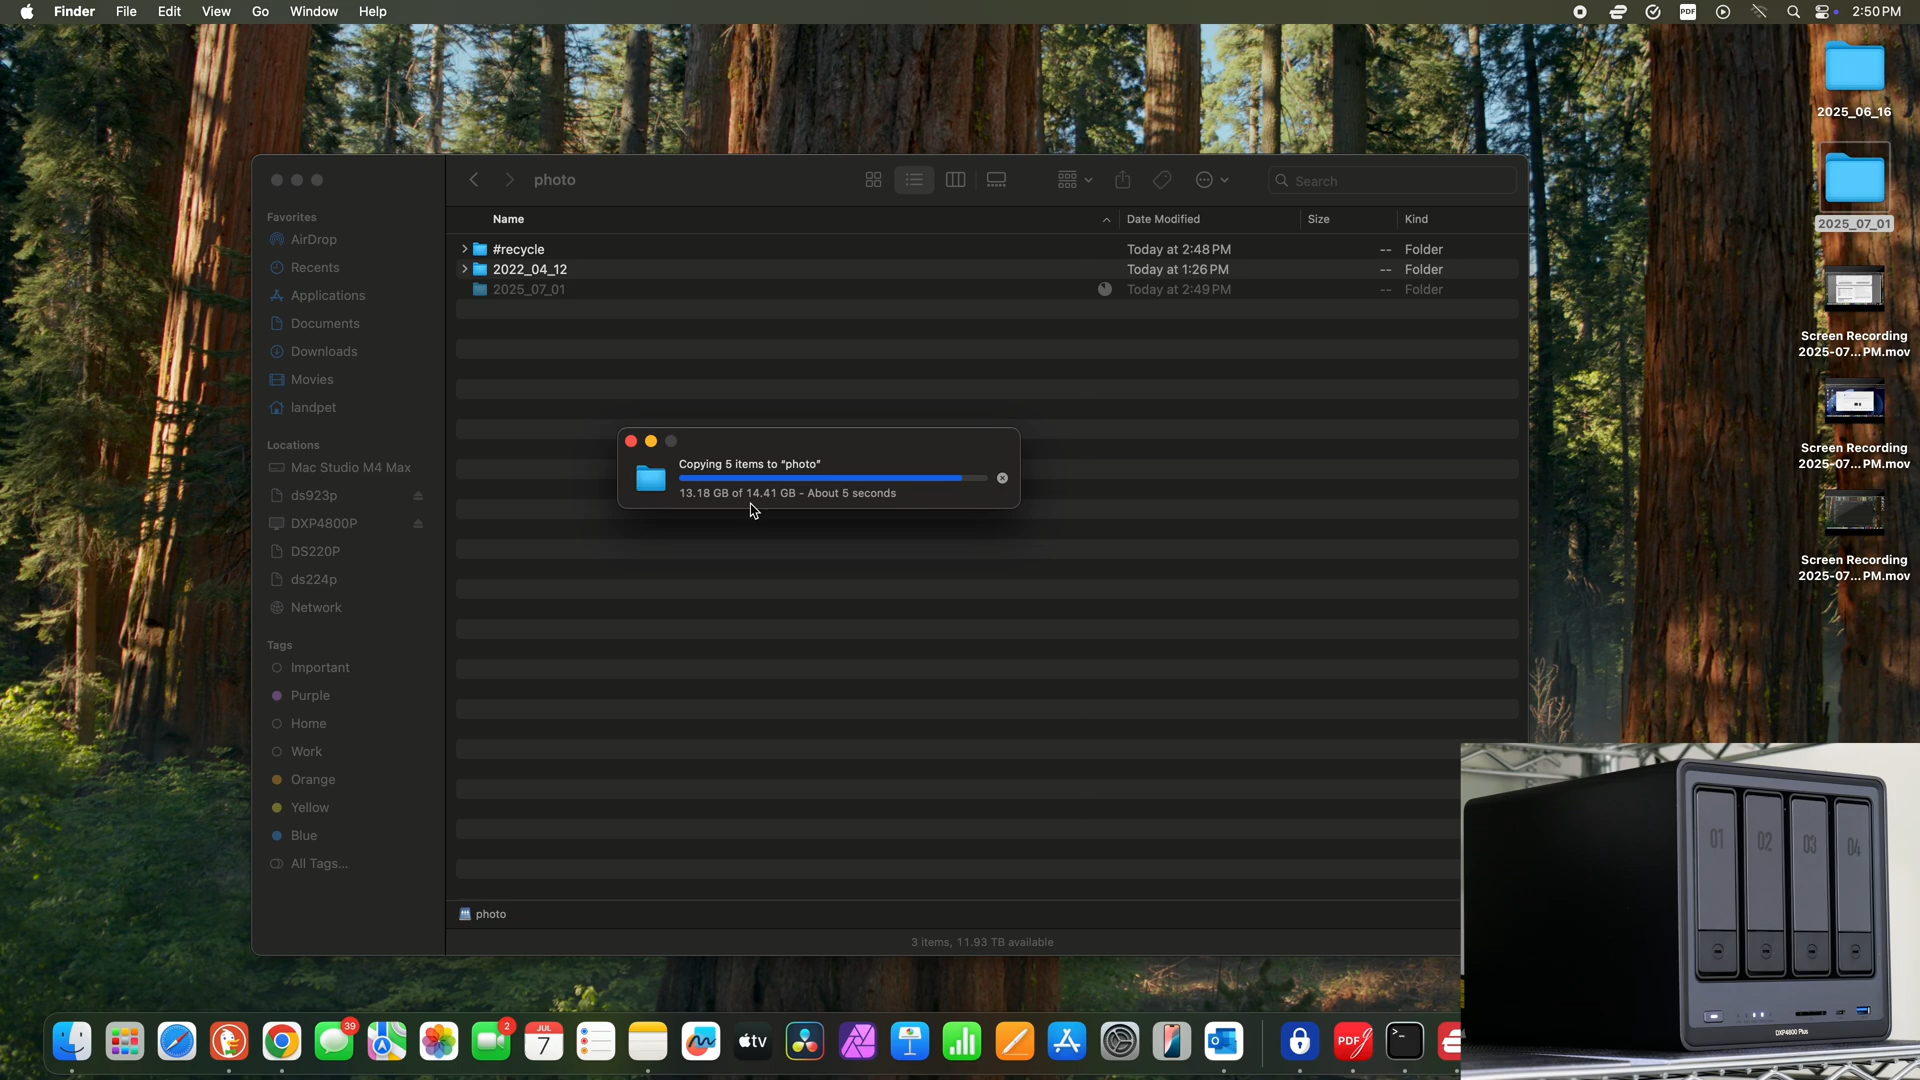 Finder File Edit View Go Window Help
PDF
2:50 PM
2025_06_16
2025_07_01
Screen Recording
2025-07...PM.mov
Screen Recording
2025-07...PM.mov
Screen Recording
2025-07...PM.mov
photo
Search
Favorites
AirDrop
Recents
Applications
Documents
Downloads
Movies
landpet
Locations
Mac Studio M4 Max
ds923p
DXP4800P
DS220P
ds224p
Network
Tags
Important
Purple
Home
Work
Orange
Yellow
Blue
All Tags...
Name Date Modified Size Kind
#recycle Today at 2:48 PM -- Folder
2022_04_12 Today at 1:26 PM -- Folder
2025_07_01 Today at 2:49 PM -- Folder
Copying 5 items to “photo”
13.18 GB of 14.41 GB - About 5 seconds
photo
3 items, 11.93 TB available
01 02 03 04
DXP4800 Plus
39
2
JUL
7
tv
PDF